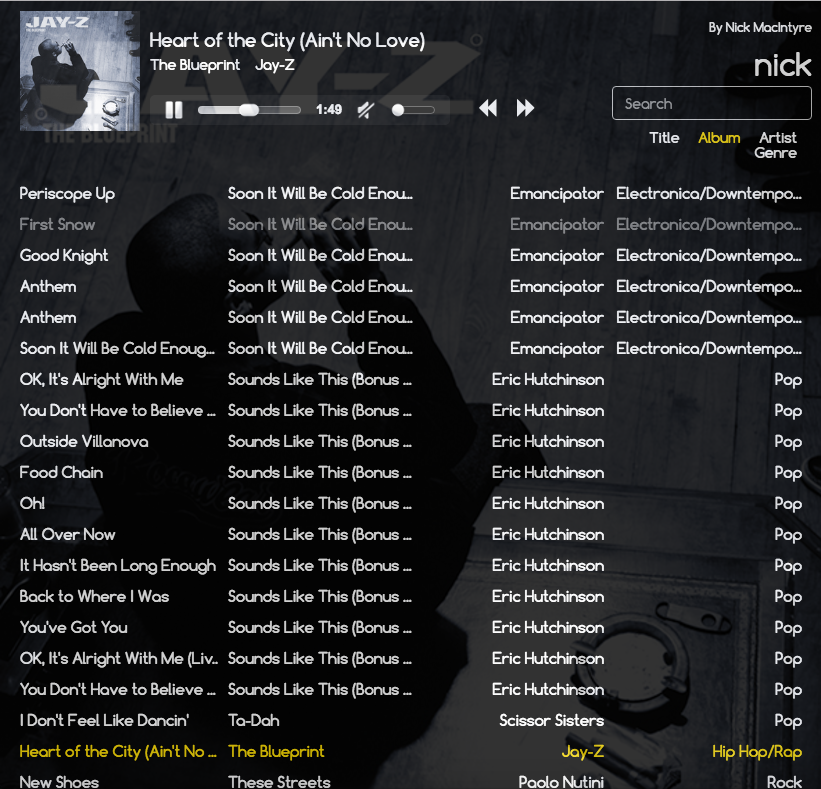 JAY-Z
THE BLUEPRINT
Heart of the City (Ain't No Love)
The Blueprint Jay-Z
1:49
By Nick MacIntyre
nick
Search
Title Album Artist
Genre
JAY-Z
THE BLUEPRINT
Periscope Up Soon It Will Be Cold Enou... Emancipator Electronica/Downtempo...
First Snow Soon It Will Be Cold Enou... Emancipator Electronica/Downtempo...
Good Knight Soon It Will Be Cold Enou... Emancipator Electronica/Downtempo...
Anthem Soon It Will Be Cold Enou... Emancipator Electronica/Downtempo...
Anthem Soon It Will Be Cold Enou... Emancipator Electronica/Downtempo...
Soon It Will Be Cold Enoug... Soon It Will Be Cold Enou... Emancipator Electronica/Downtempo...
OK, It's Alright With Me Sounds Like This (Bonus ... Eric Hutchinson Pop
You Don't Have to Believe ... Sounds Like This (Bonus ... Eric Hutchinson Pop
Outside Villanova Sounds Like This (Bonus ... Eric Hutchinson Pop
Food Chain Sounds Like This (Bonus ... Eric Hutchinson Pop
Oh! Sounds Like This (Bonus ... Eric Hutchinson Pop
All Over Now Sounds Like This (Bonus ... Eric Hutchinson Pop
It Hasn't Been Long Enough Sounds Like This (Bonus ... Eric Hutchinson Pop
Back to Where I Was Sounds Like This (Bonus ... Eric Hutchinson Pop
You've Got You Sounds Like This (Bonus ... Eric Hutchinson Pop
OK, It's Alright With Me (Liv... Sounds Like This (Bonus ... Eric Hutchinson Pop
You Don't Have to Believe ... Sounds Like This (Bonus ... Eric Hutchinson Pop
I Don't Feel Like Dancin' Ta-Dah Scissor Sisters Pop
Heart of the City (Ain't No ... The Blueprint Jay-Z Hip Hop/Rap
New Shoes These Streets Paolo Nutini Rock